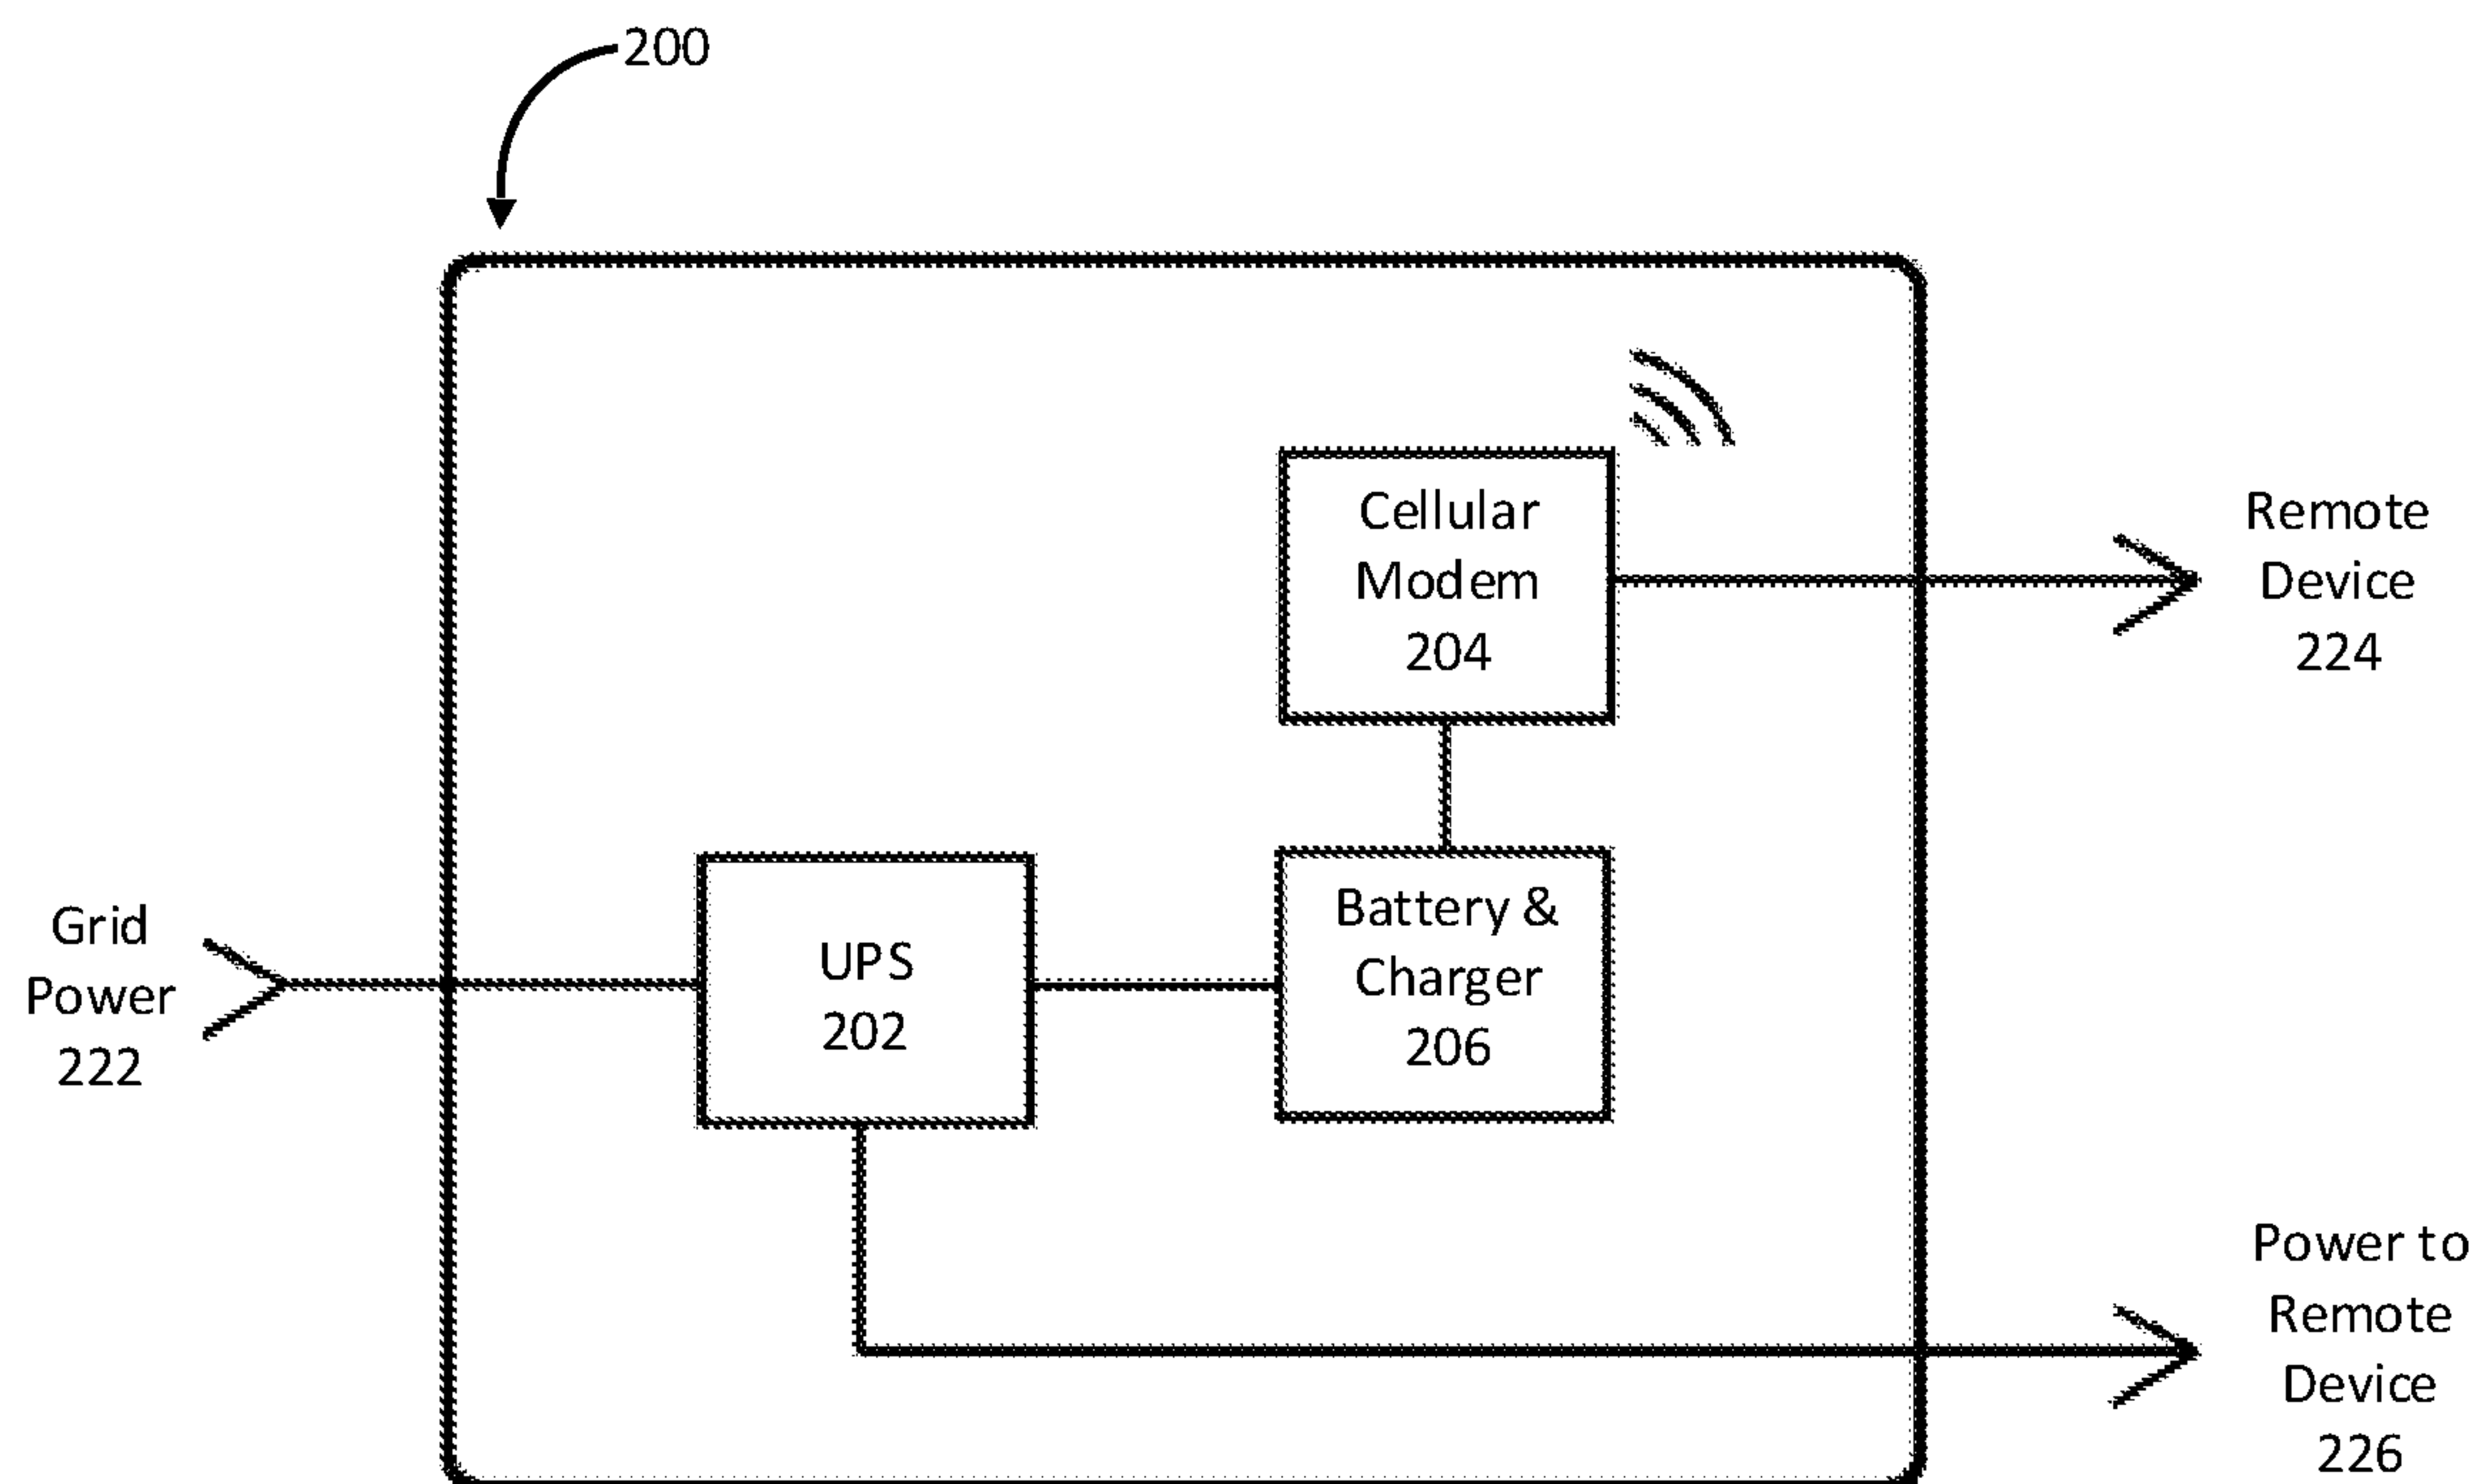 200
Cellular
Modem
204
Remote
Device
224
Grid
Power
222
UPS
202
Battery &
Charger
206
Power to
Remote
Device
226